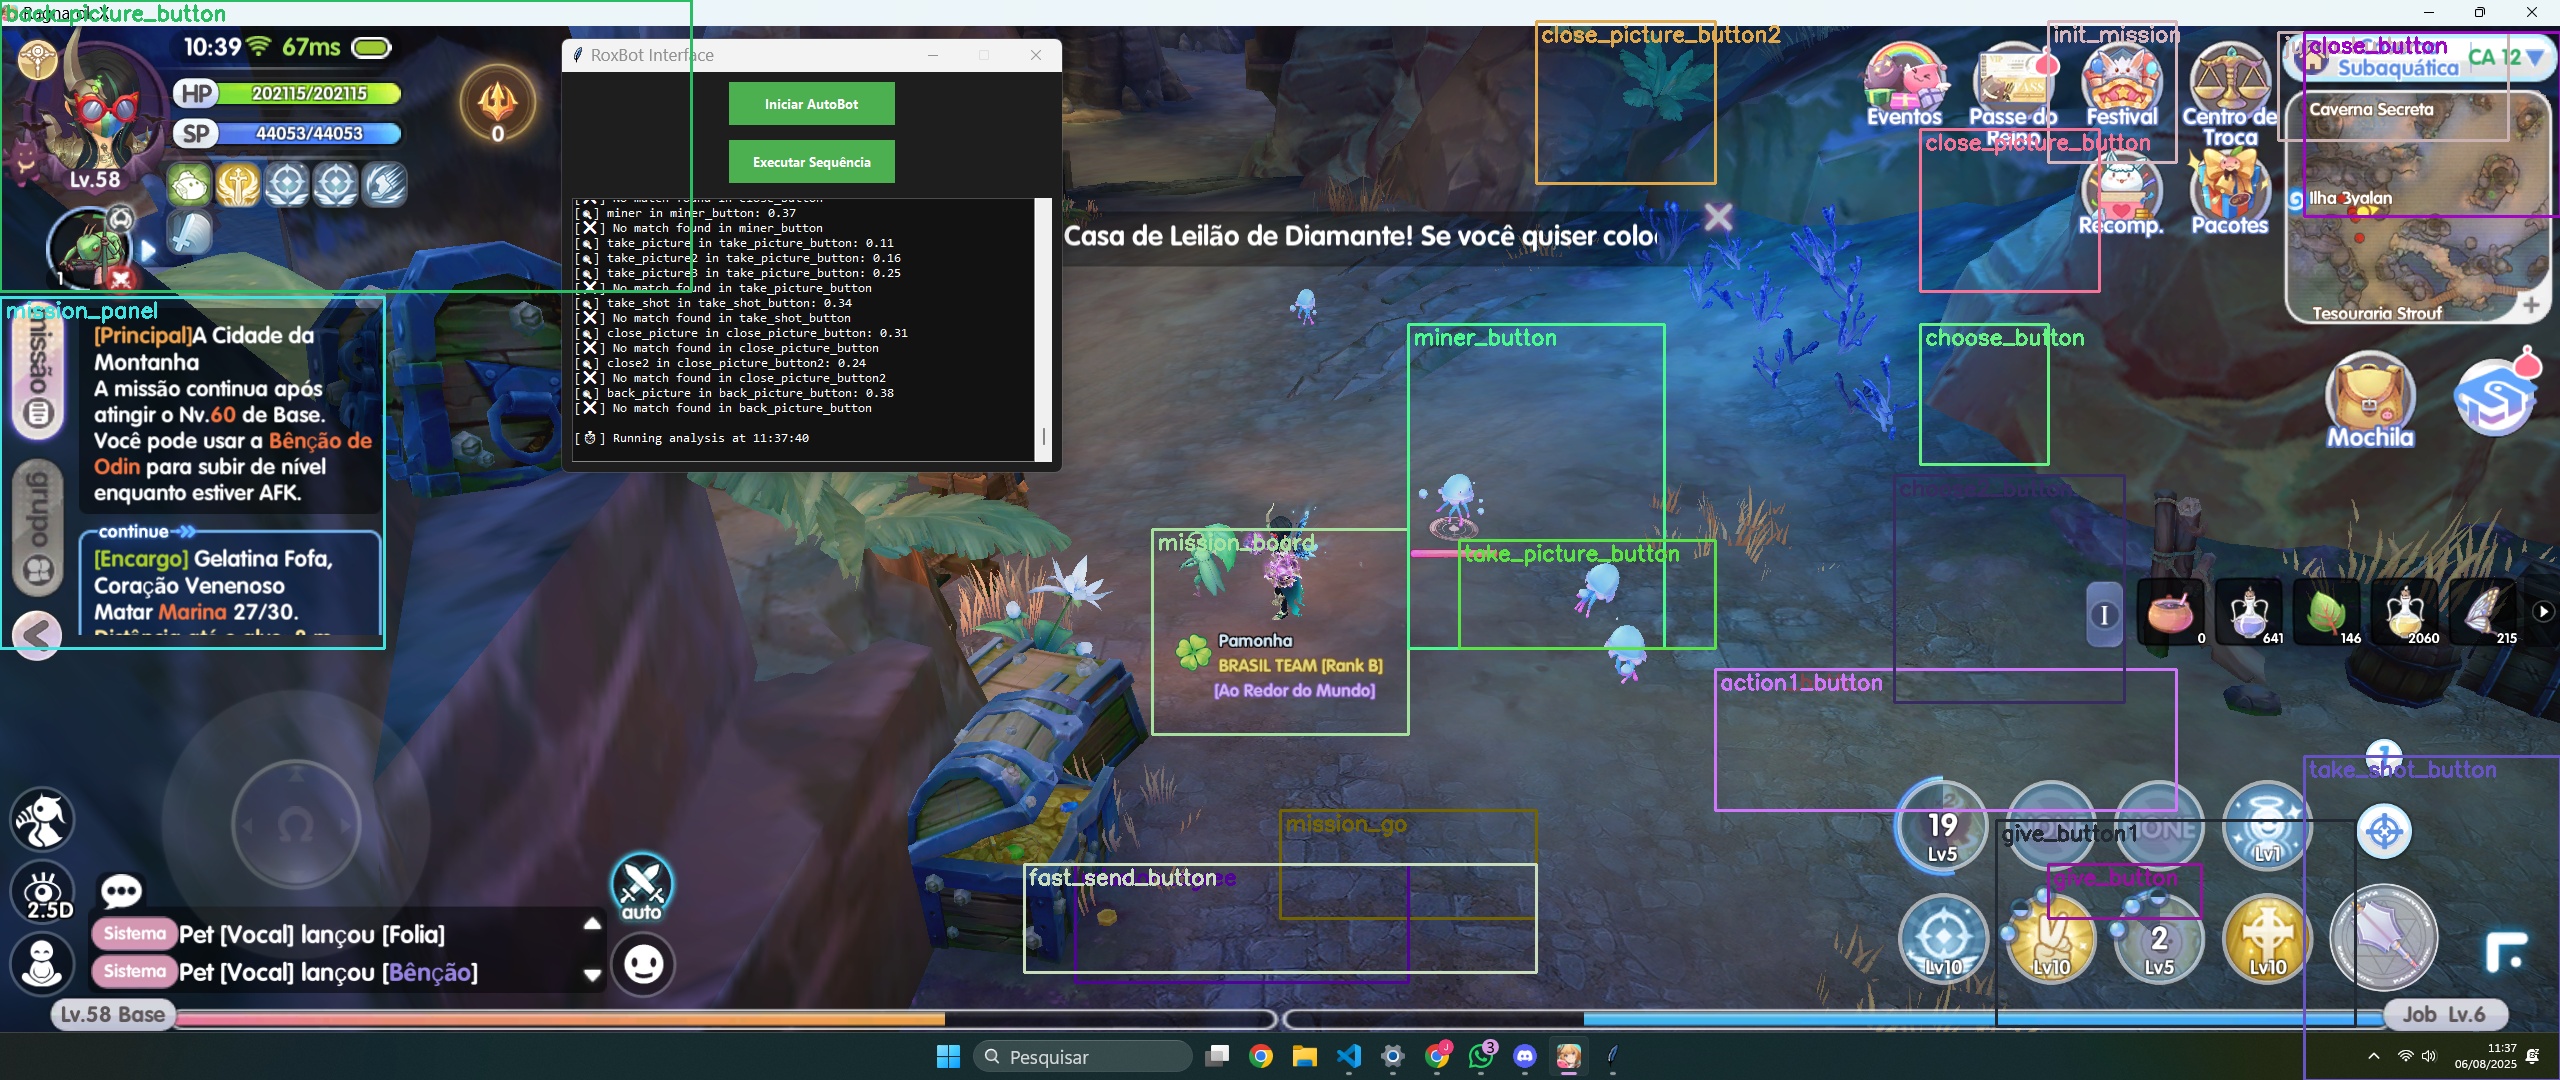 back_picture_button
10:39
67ms
HP
202115/202115
SP
44053/44053
0
Lv.58
1
RoxBot Interface
Iniciar AutoBot
Executar Sequência
[🔍] miner in miner_button: 0.37
[❌] No match found in miner_button
[🔍] take_picture in take_picture_button: 0.11
[🔍] take_picture2 in take_picture_button: 0.16
[🔍] take_picture3 in take_picture_button: 0.25
[❌] No match found in take_picture_button
[🔍] take_shot in take_shot_button: 0.34
[❌] No match found in take_shot_button
[🔍] close_picture in close_picture_button: 0.31
[❌] No match found in close_picture_button
[🔍] close2 in close_picture_button2: 0.24
[❌] No match found in close_picture_button2
[🔍] back_picture in back_picture_button: 0.38
[❌] No match found in back_picture_button
[⏱] Running analysis at 11:37:40
close_picture_button2
init_mission
close_button
Subaquática
CA 12
Eventos
Passe do
Reino
Festival
Centro de
Troca
close_picture_button
Recomp.
Pacotes
Caverna Secreta
Ilha Byalan
Tesouraria Strouf
Casa de Leilão de Diamante! Se você quiser colo
mission_panel
missão
grupo
[Principal]A Cidade da
Montanha
A missão continua após
atingir o Nv.60 de Base.
Você pode usar a Bênção de
Odin para subir de nível
enquanto estiver AFK.
continue
[Encargo] Gelatina Fofa,
Coração Venenoso
Matar Marina 27/30.
miner_button
choose_button
Mochila
mission_board
take_picture_button
Pamonha
BRASIL TEAM [Rank B]
[Ao Redor do Mundo]
I
0
641
146
2060
215
action1_button
take_shot_button
mission_go
fast_send_button
give_button1
give_button
19
Lv5
Lv1
Lv10
Lv10
2
Lv5
Lv10
2.5D
auto
Sistema
Pet [Vocal] lançou [Folia]
Sistema
Pet [Vocal] lançou [Bênção]
Lv.58 Base
Job Lv.6
Pesquisar
J
3
11:37
06/08/2025